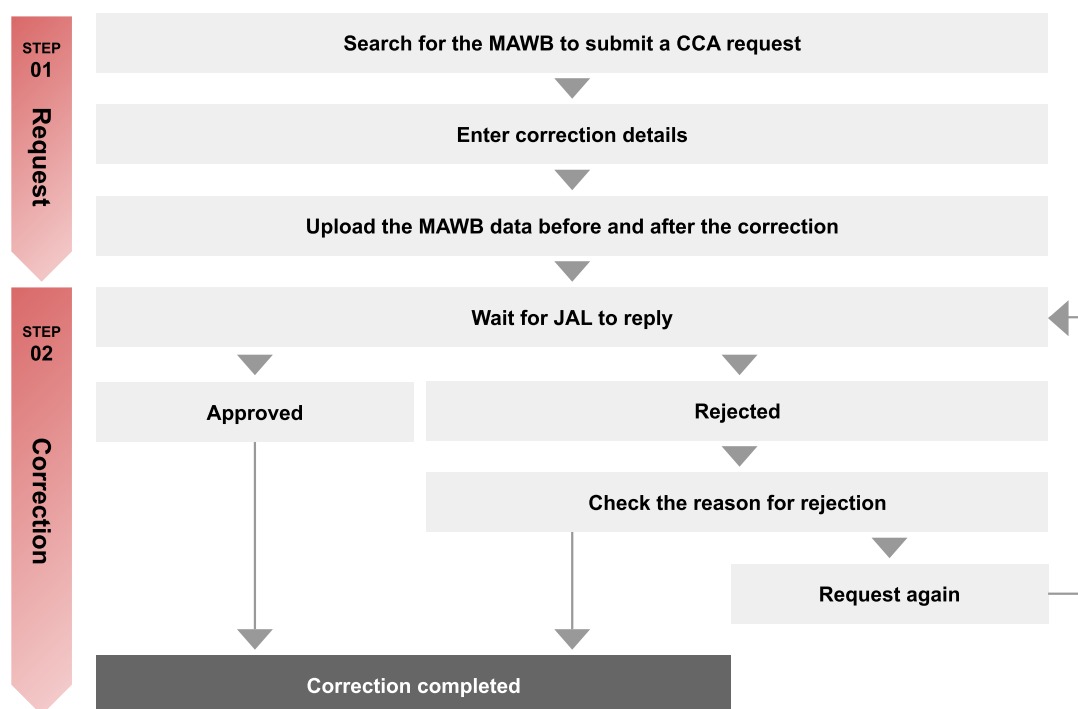 STEP
01
Request
Search for the MAWB to submit a CCA request
Enter correction details
Upload the MAWB data before and after the correction
STEP
02
Correction
Wait for JAL to reply
Approved
Rejected
Check the reason for rejection
Request again
Correction completed